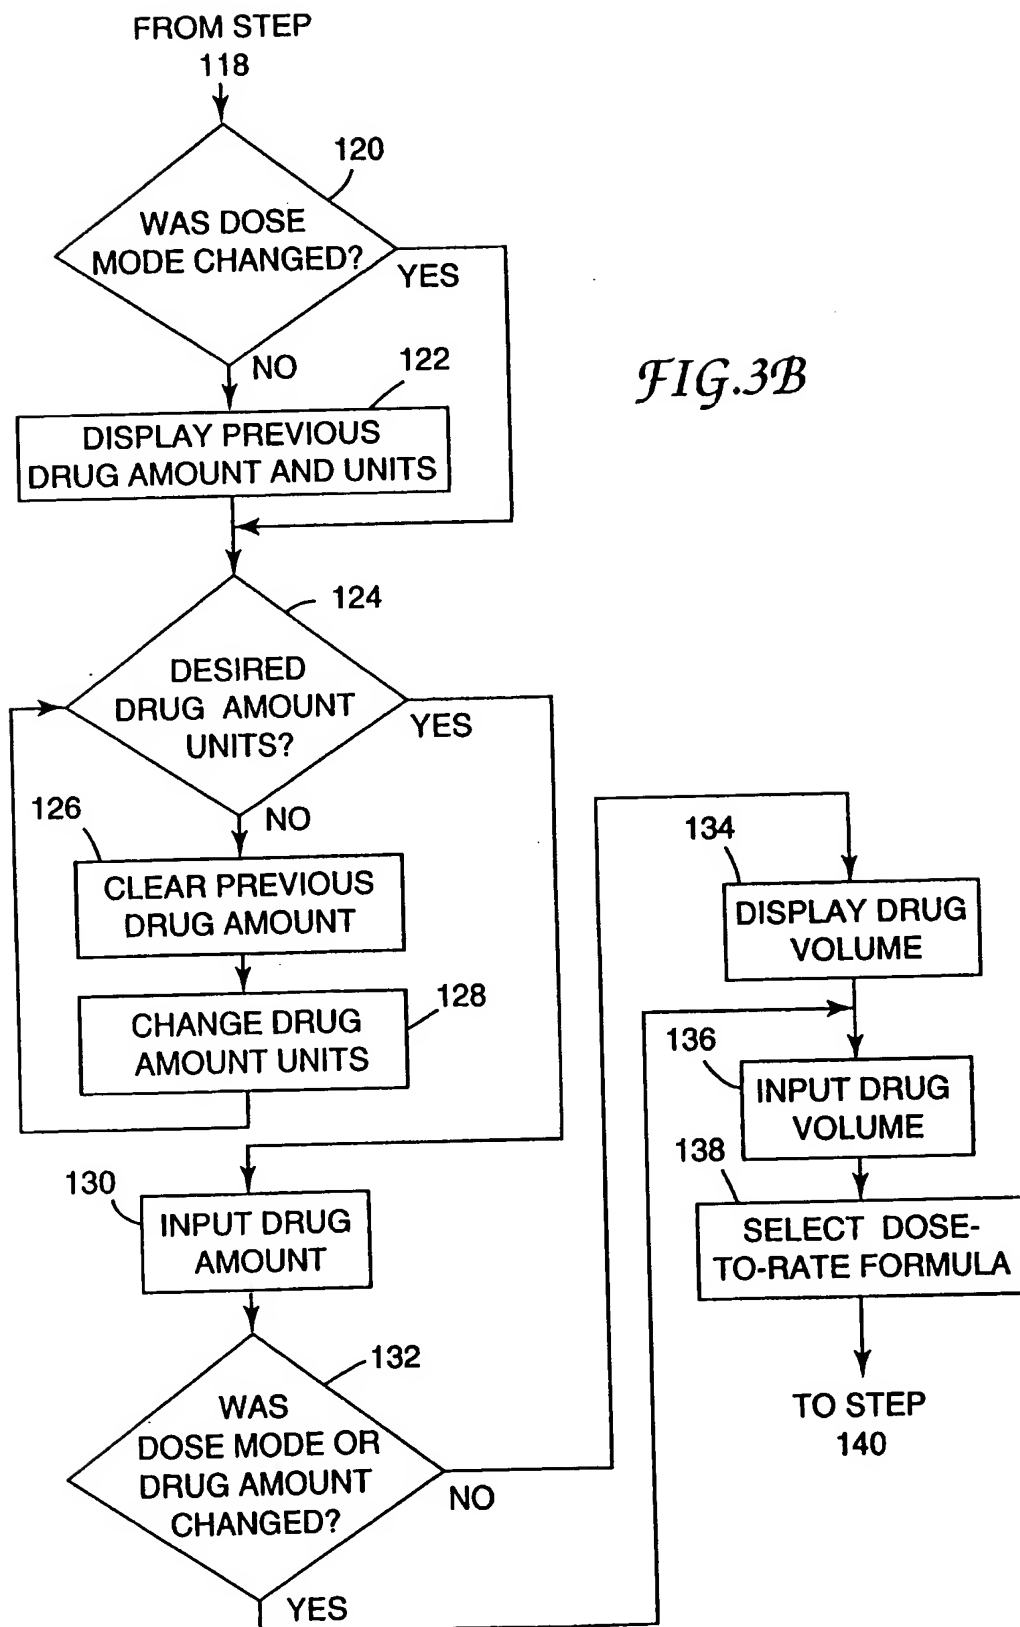 FROM STEP
118
120
WAS DOSE
MODE CHANGED?
YES
NO
122
DISPLAY PREVIOUS
DRUG AMOUNT AND UNITS
FIG.3B
124
DESIRED
DRUG AMOUNT
UNITS?
YES
NO
126
CLEAR PREVIOUS
DRUG AMOUNT
128
CHANGE DRUG
AMOUNT UNITS
130
INPUT DRUG
AMOUNT
132
WAS
DOSE MODE OR
DRUG AMOUNT
CHANGED?
NO
YES
134
DISPLAY DRUG
VOLUME
136
INPUT DRUG
VOLUME
138
SELECT DOSE-
TO-RATE FORMULA
TO STEP
140